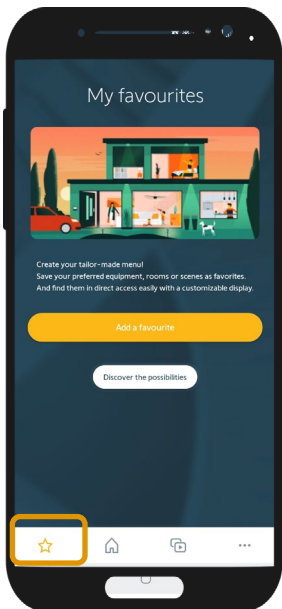 My favourites
Create your tailor-made menu!
Save your preferred equipment, rooms or scenes as favorites.
And find them in direct access easily with a customizable display.
Add a favourite
Discover the possibilities